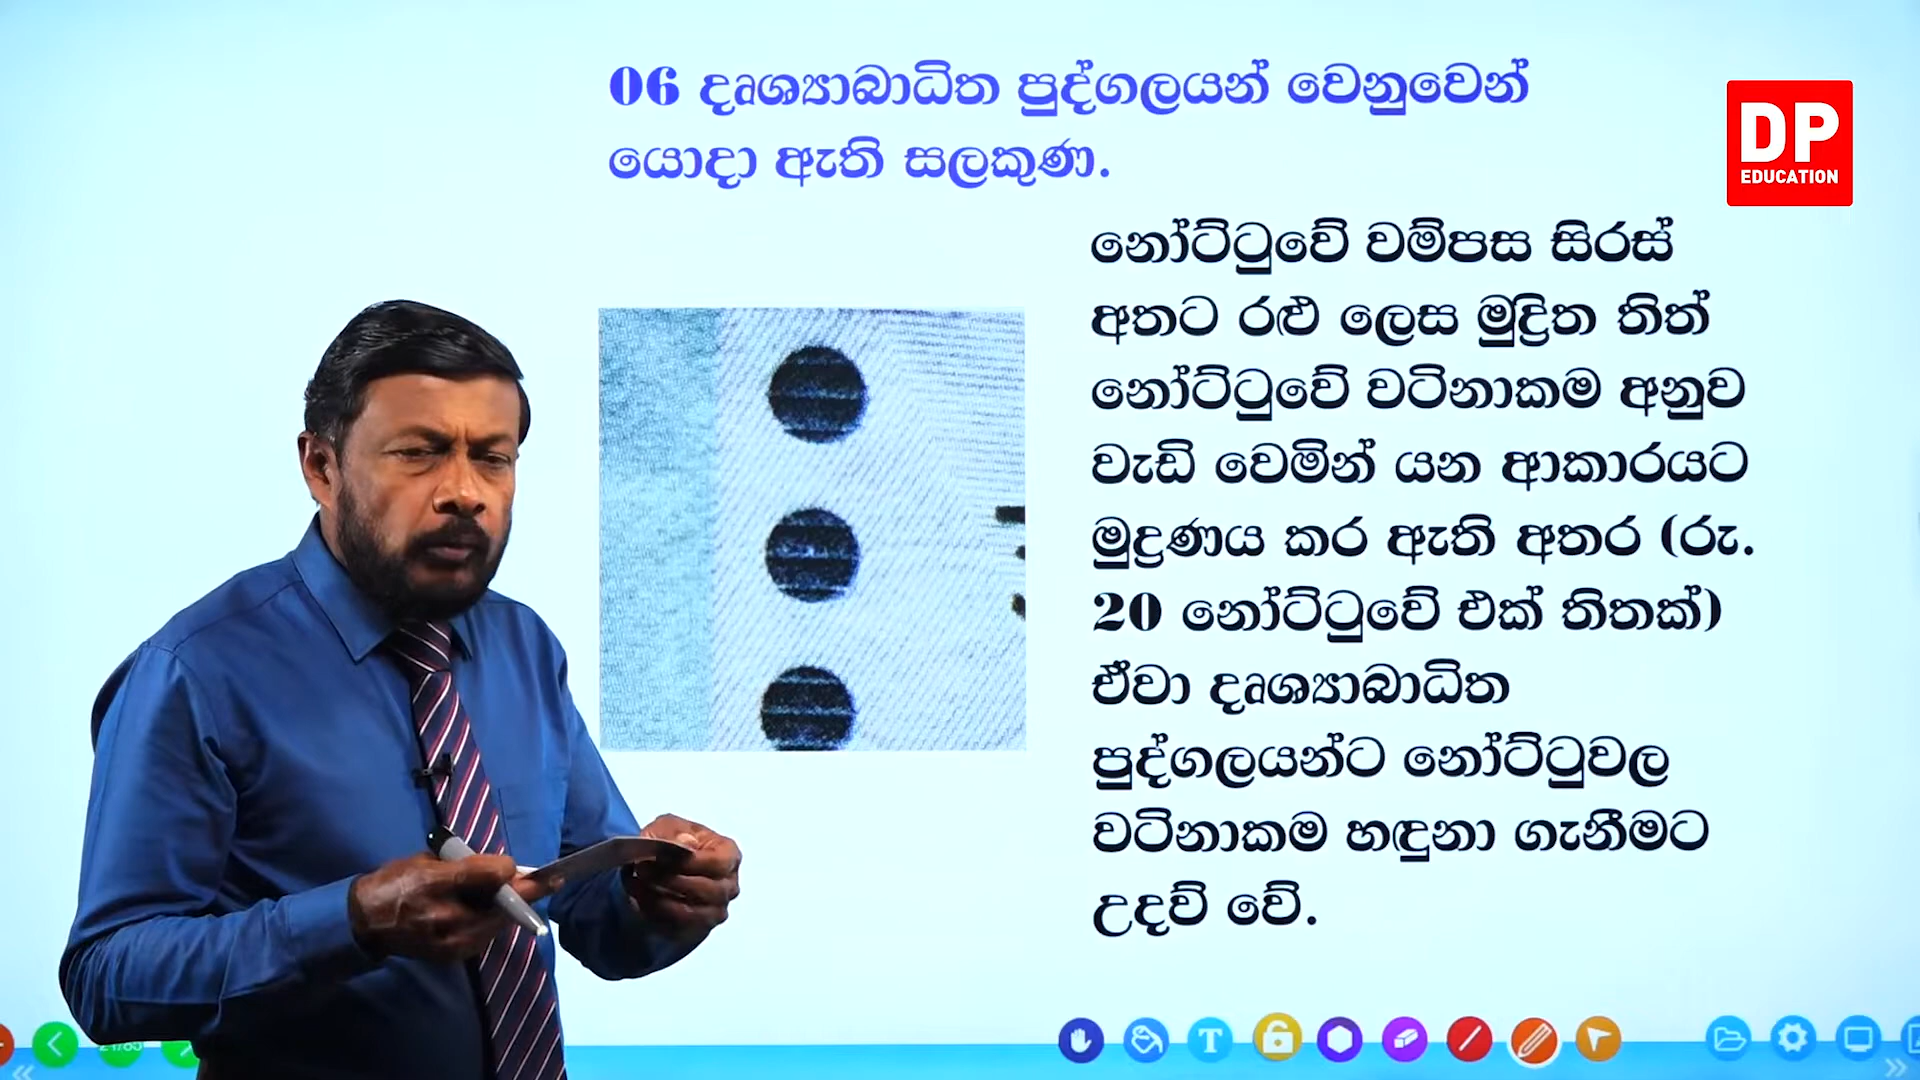 06 දෘශ්‍යාබාධිත පුද්ගලයන් වෙනුවෙන්
යොදා ඇති සලකුණ.
DP
EDUCATION
නෝට්ටුවේ වම්පස සිරස්
අතට රළු ලෙස මුද්‍රිත තිත්
නෝට්ටුවේ වටිනාකම අනුව
වැඩි වෙමින් යන ආකාරයට
මුද්‍රණය කර ඇති අතර (රු.
20 නෝට්ටුවේ එක් තිතක්)
ඒවා දෘශ්‍යාබාධිත
පුද්ගලයන්ට නෝට්ටුවල
වටිනාකම හඳුනා ගැනීමට
උදව් වේ.
T